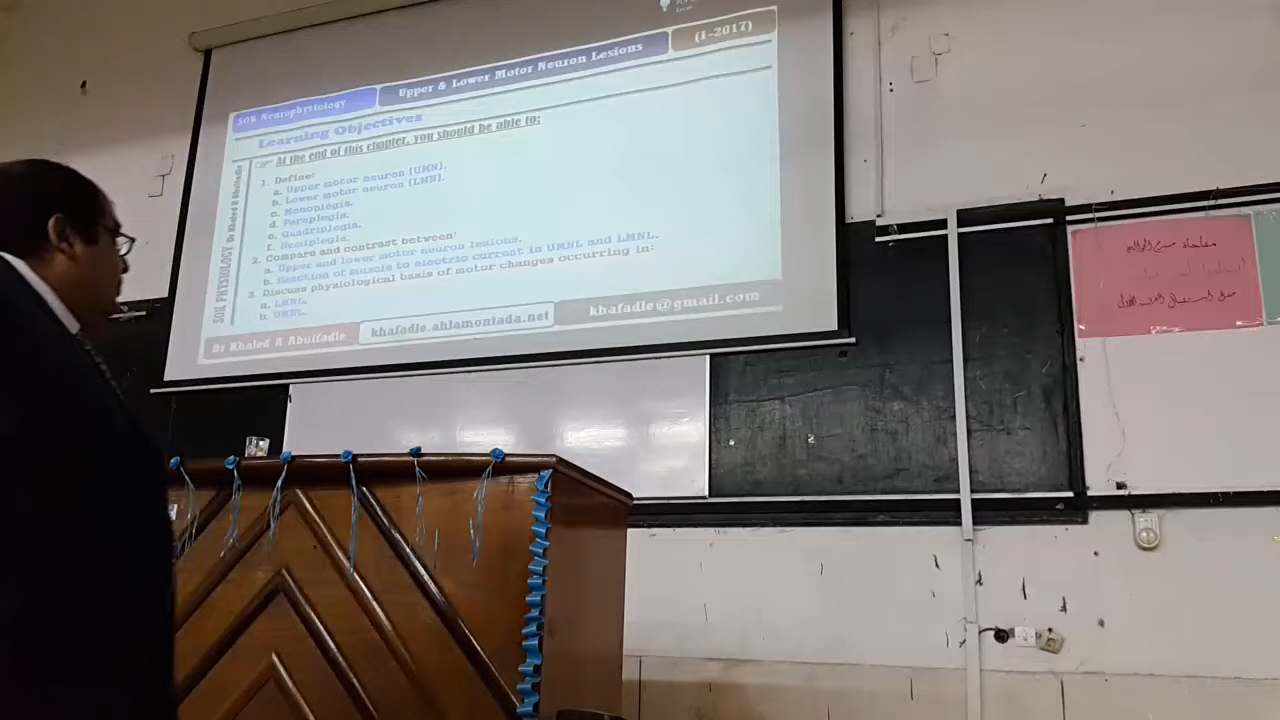 (1-2017)
Upper & Lower Motor Neuron Lesions
SOK Neurophysiology
Learning Objectives
At the end of this chapter, you should be able to:
1. Define:
a. Upper motor neuron (UMN).
b. Lower motor neuron (LMN).
c. Monoplegia.
d. Paraplegia.
e. Quadriplegia.
f. Hemiplegia.
2. Compare and contrast between:
a. Upper and lower motor neuron lesions.
b. Reaction of muscle to electric current in UMNL and LMNL.
3. Discuss physiological basis of motor changes occurring in:
a. LMNL.
b. UMNL.
SOK PHYSIOLOGY Dr Khaled A Abulfadle
Dr Khaled A Abulfadle
khafadle.ahlamontada.net
khafadle@gmail.com
2